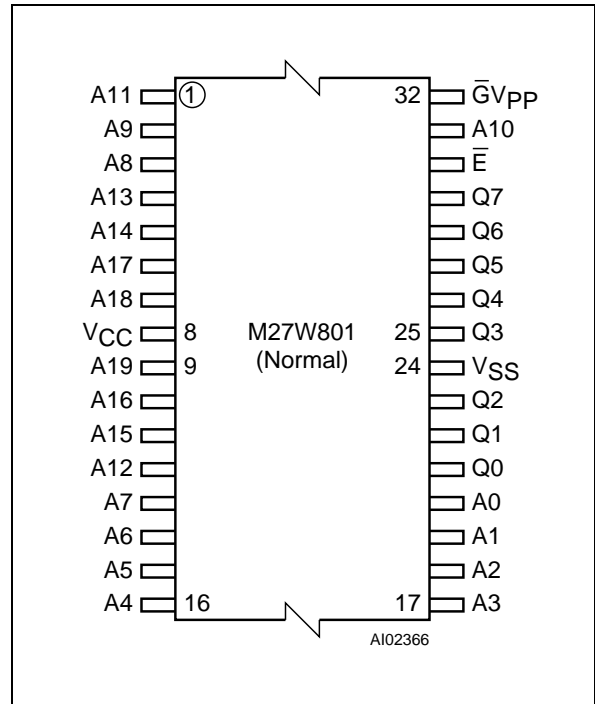 A11 1 32 G̅VPP
A9 A10
A8 E̅
A13 Q7
A14 Q6
A17 Q5
A18 Q4
VCC 8 M27W801 25 Q3
A19 9 (Normal) 24 VSS
A16 Q2
A15 Q1
A12 Q0
A7 A0
A6 A1
A5 A2
A4 16 17 A3
AI02366